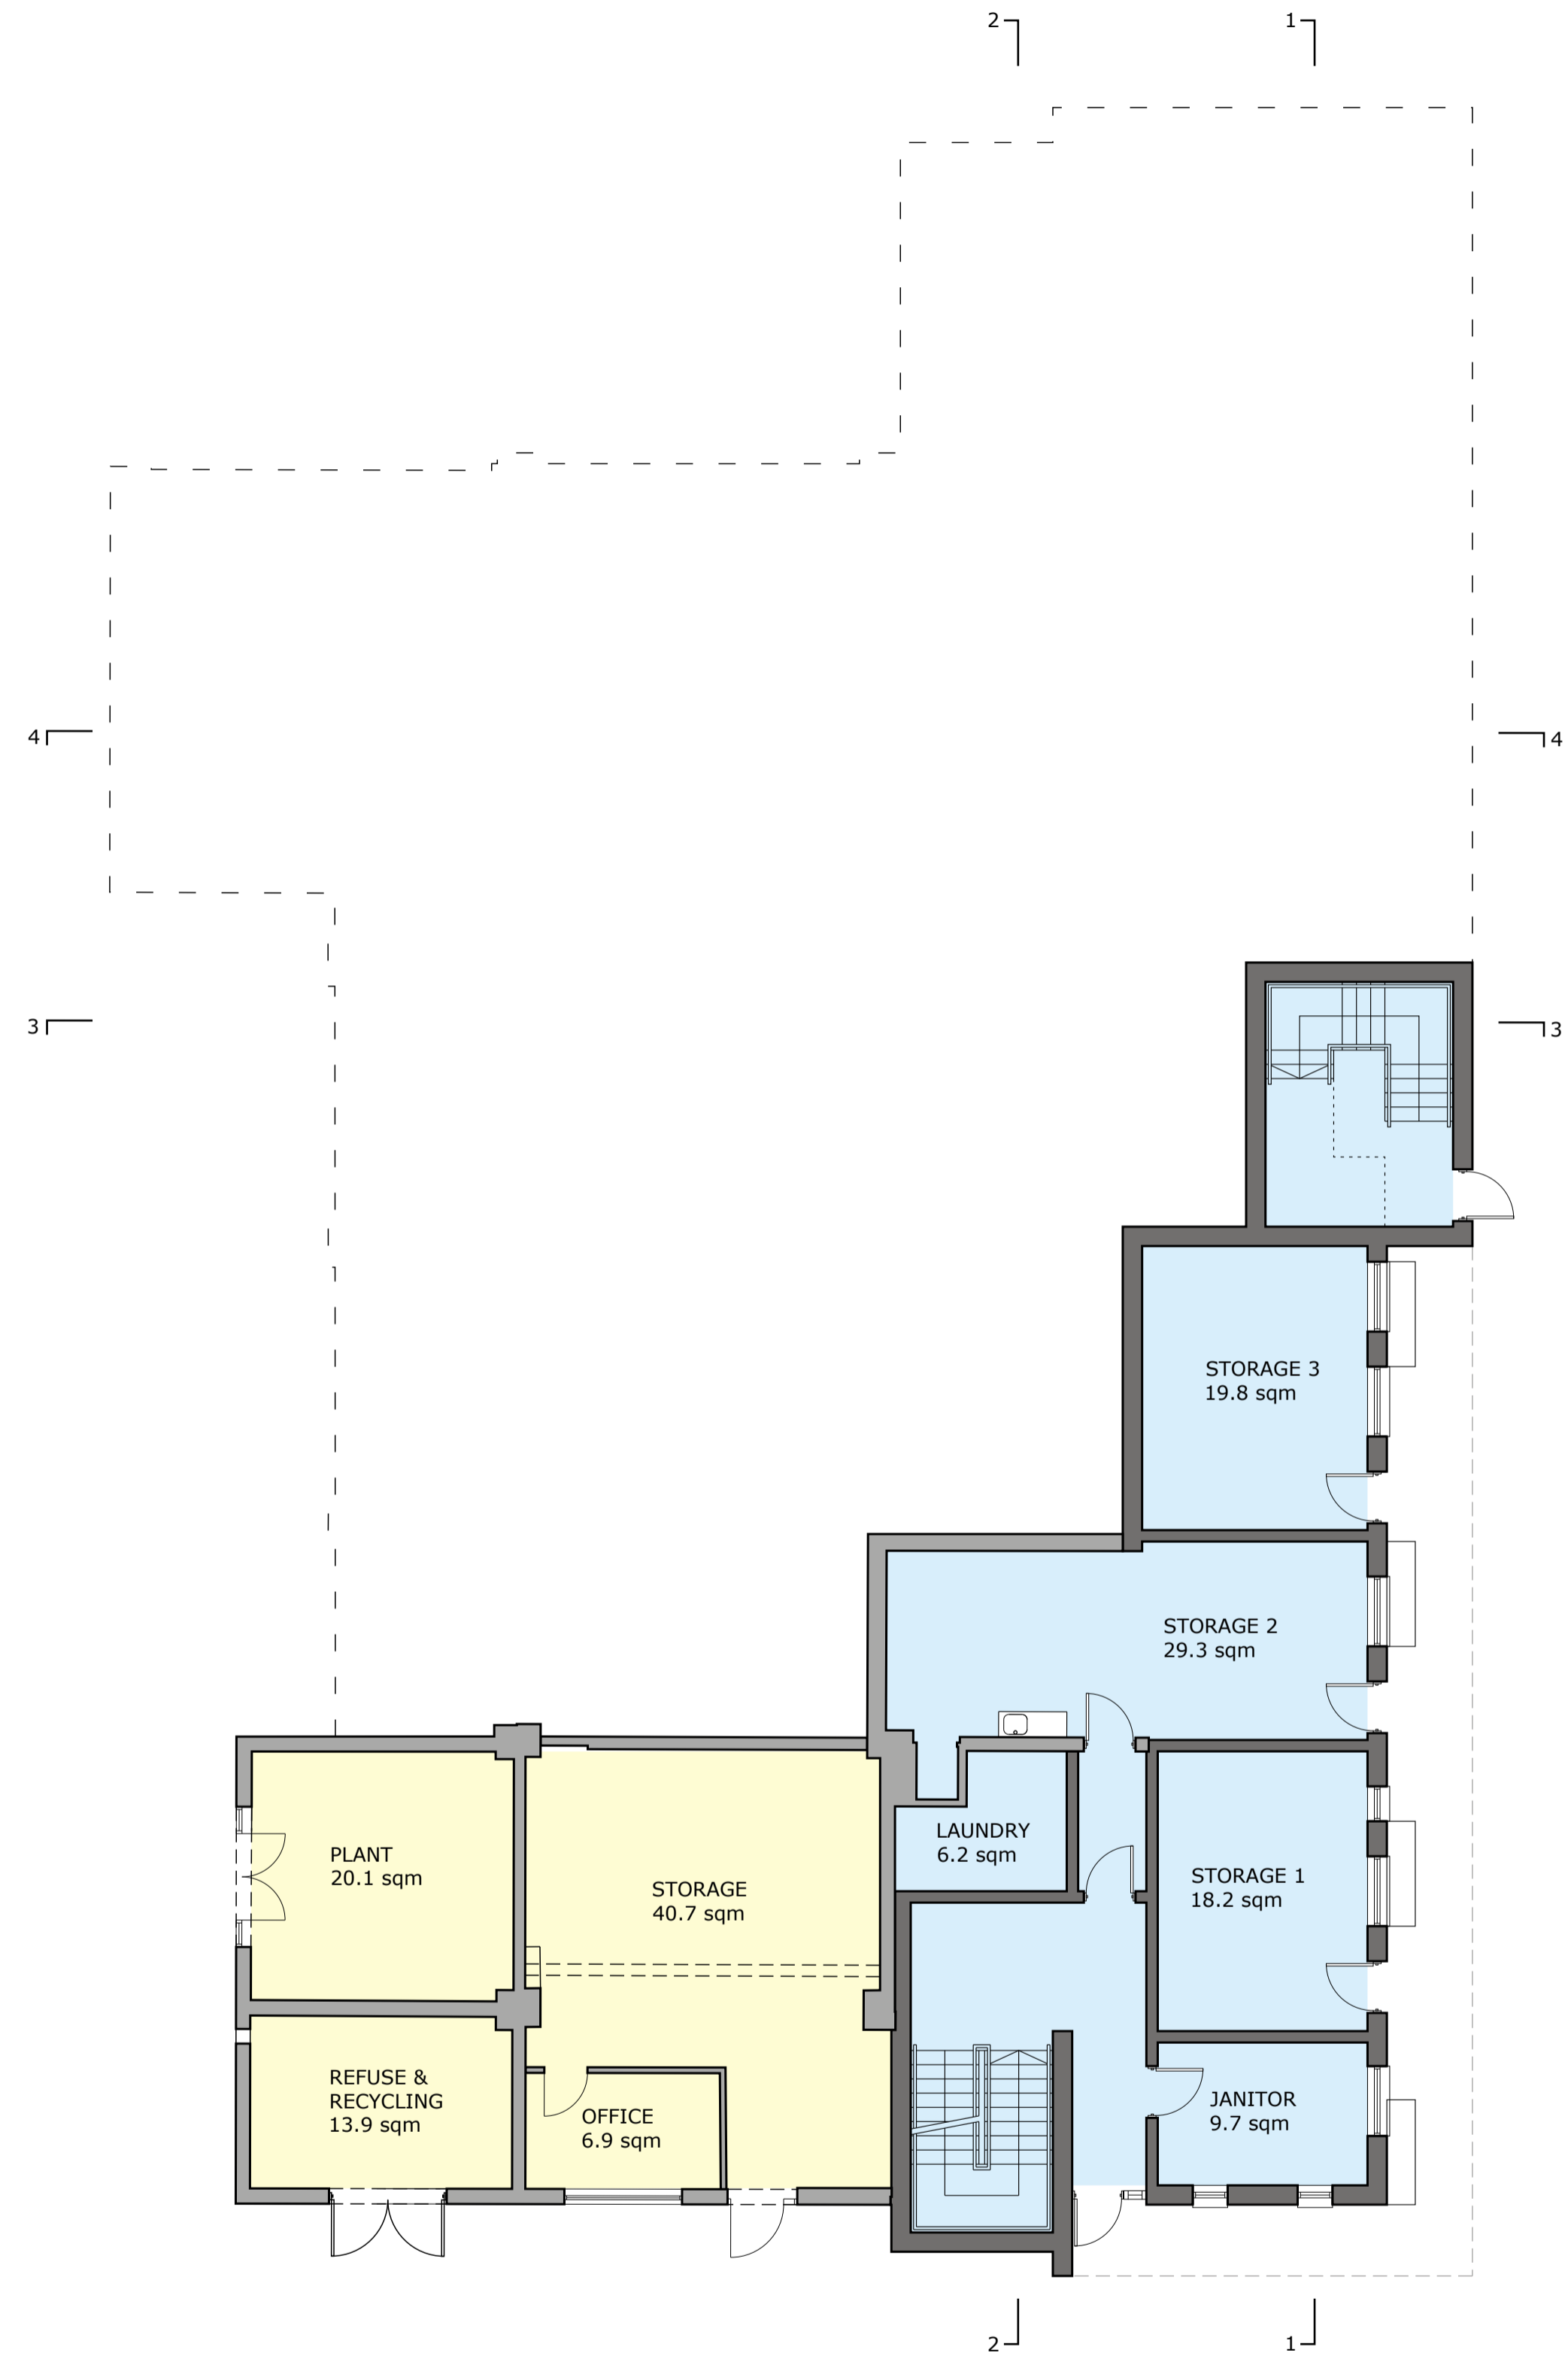 2
1
4
4
3
3
STORAGE 3
19.8 sqm
STORAGE 2
29.3 sqm
LAUNDRY
6.2 sqm
PLANT
20.1 sqm
STORAGE
40.7 sqm
STORAGE 1
18.2 sqm
REFUSE &
RECYCLING
13.9 sqm
OFFICE
6.9 sqm
JANITOR
9.7 sqm
2
1